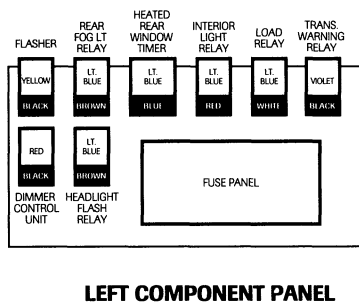 FLASHER
REAR
FOG LT
RELAY
HEATED
REAR
WINDOW
TIMER
INTERIOR
LIGHT
RELAY
LOAD
RELAY
TRANS.
WARNING
RELAY
YELLOW
BLACK
LT.
BLUE
BROWN
LT.
BLUE
BLUE
LT.
BLUE
RED
LT.
BLUE
WHITE
VIOLET
BLACK
RED
BLACK
LT.
BLUE
BROWN
DIMMER
CONTROL
UNIT
HEADLIGHT
FLASH
RELAY
FUSE PANEL
LEFT COMPONENT PANEL